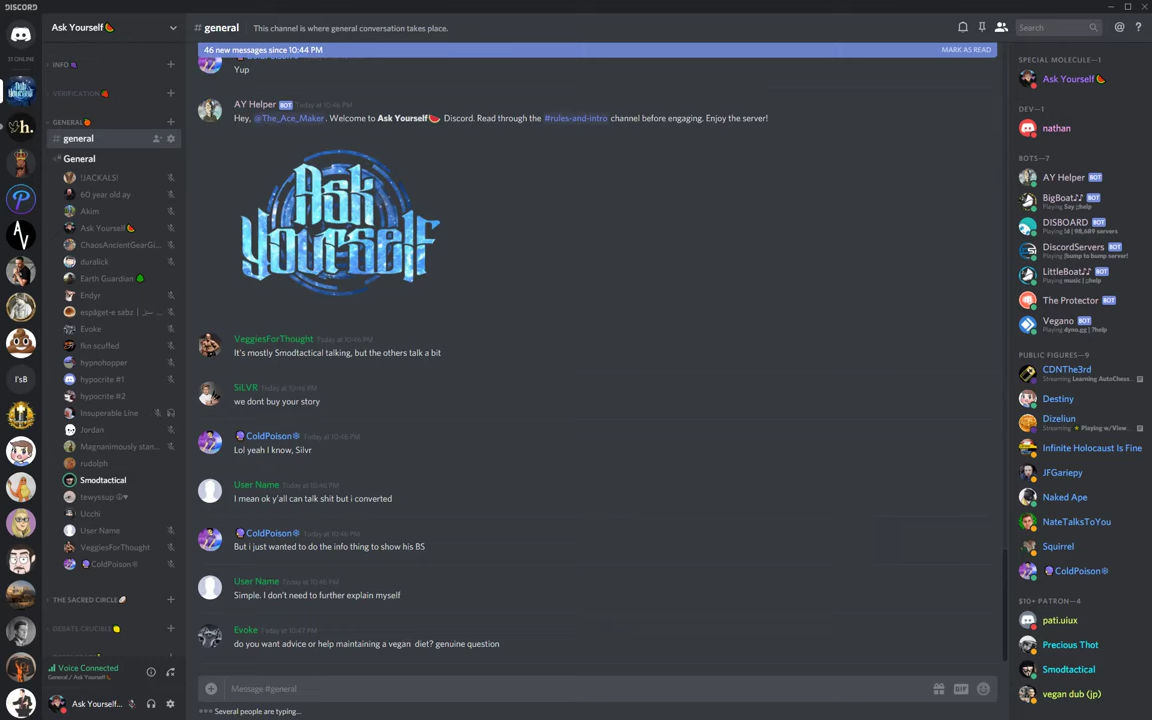 DISCORD
31 ONLINE
I'sB
Ask Yourself
INFO
VERIFICATION
GENERAL
general
General
!JACKALS!
60 year old ay
Akim
Ask Yourself
ChaosAncientGearGi...
duralick
Earth Guardian
Endyr
Evoke
fkn scuffed
hypnohopper
hypocrite #1
hypocrite #2
Insuperable Line
Jordan
Magnanimously stan...
rudolph
Smodtactical
tewyssup
Ucchi
User Name
VeggiesForThought
ColdPoison
THE SACRED CIRCLE
DEBATE CRUCIBLE
Voice Connected
General / Ask Yourself
Ask Yourself...
general
This channel is where general conversation takes place.
Search
46 new messages since 10:44 PM
MARK AS READ
Yup
AY Helper BOT Today at 10:46 PM
Hey, @The_Ace_Maker. Welcome to Ask Yourself Discord. Read through the #rules-and-intro channel before engaging. Enjoy the server!
Ask
Yourself
VeggiesForThought Today at 10:46 PM
It's mostly Smodtactical talking, but the others talk a bit
SiLVR Today at 10:46 PM
we dont buy your story
ColdPoison Today at 10:46 PM
Lol yeah I know, Silvr
User Name Today at 10:46 PM
I mean ok y'all can talk shit but i converted
ColdPoison Today at 10:46 PM
But i just wanted to do the info thing to show his BS
User Name Today at 10:46 PM
Simple. I don't need to further explain myself
Evoke Today at 10:47 PM
do you want advice or help maintaining a vegan diet? genuine question
Message #general
GIF
Several people are typing...
SPECIAL MOLECULE—1
Ask Yourself
DEV—1
nathan
BOTS—7
AY Helper BOT
BigBoat♪♪ BOT
Playing Say ;;help
DISBOARD BOT
Playing !d | 98,689 servers
DiscordServers BOT
Playing !bump to bump server!
LittleBoat♪♪ BOT
Playing music | ;;help
The Protector BOT
Vegano BOT
Playing dyno.gg | ?help
PUBLIC FIGURES—9
CDNThe3rd
Streaming Learning AutoChess...
Destiny
Dizeliun
Streaming ★ Playing w/View...
Infinite Holocaust Is Fine
JFGariepy
Naked Ape
NateTalksToYou
Squirrel
ColdPoison
$10+ PATRON—4
pati.uiux
Precious Thot
Smodtactical
vegan dub (jp)